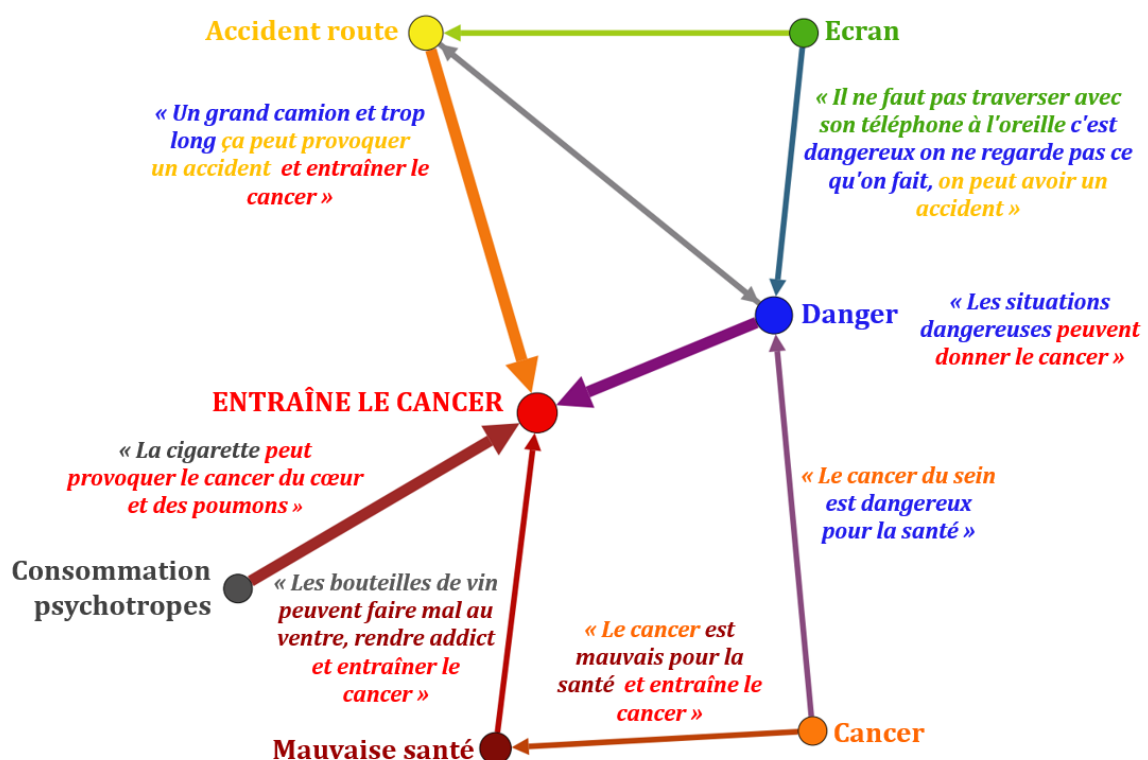 Accident route
Ecran
« Un grand camion et trop
long ça peut provoquer
un accident et entraîner le
cancer »
« Il ne faut pas traverser avec
son téléphone à l'oreille c'est
dangereux on ne regarde pas ce
qu'on fait, on peut avoir un
accident »
Danger
« Les situations
dangereuses peuvent
donner le cancer »
ENTRAÎNE LE CANCER
« La cigarette peut
provoquer le cancer du cœur
et des poumons »
« Le cancer du sein
est dangereux
pour la santé »
Consommation
psychotropes
« Les bouteilles de vin
peuvent faire mal au
ventre, rendre addict
et entraîner le
cancer »
« Le cancer est
mauvais pour la
santé et entraîne le
cancer »
Mauvaise santé
Cancer